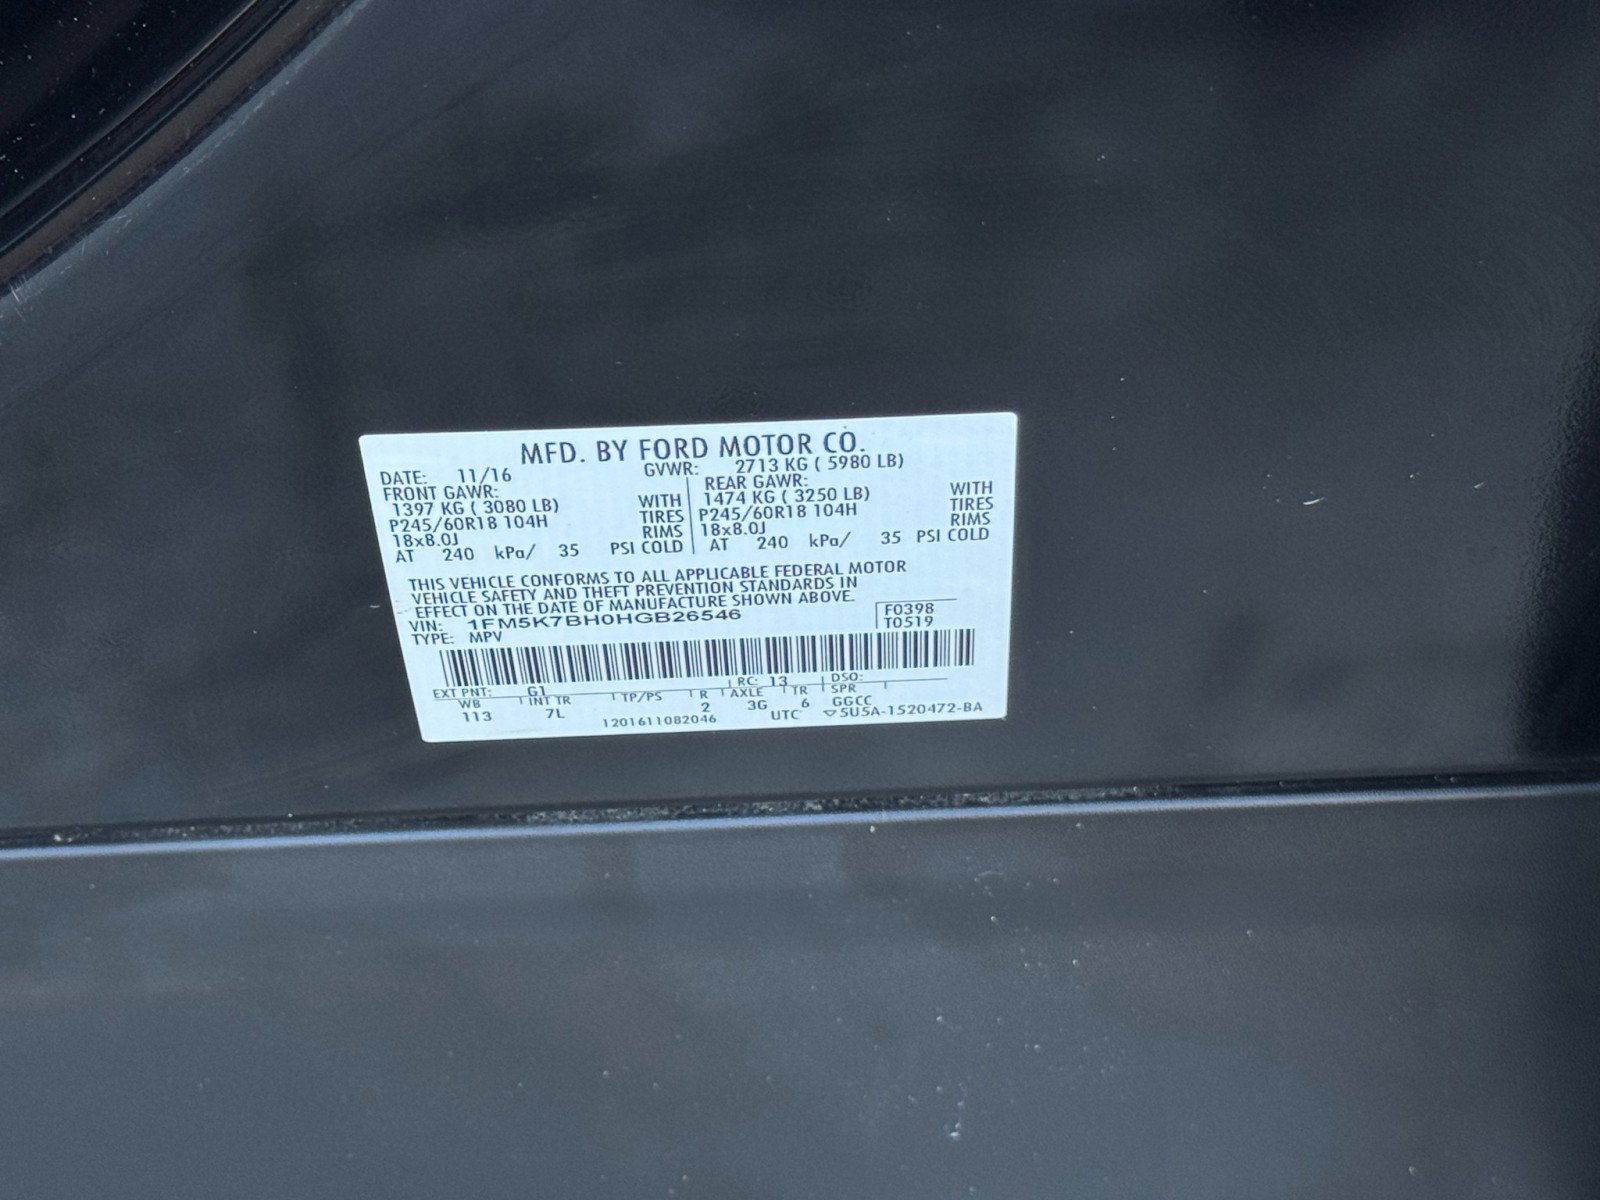 MFD. BY FORD MOTOR CO.
DATE: 11/16 GVWR: 2713 KG ( 5980 LB)
FRONT GAWR: REAR GAWR:
1397 KG ( 3080 LB) WITH 1474 KG ( 3250 LB) WITH
P245/60R18 104H TIRES P245/60R18 104H TIRES
18x8.0J RIMS 18x8.0J RIMS
AT 240 kPa/ 35 PSI COLD AT 240 kPa/ 35 PSI COLD
THIS VEHICLE CONFORMS TO ALL APPLICABLE FEDERAL MOTOR
VEHICLE SAFETY AND THEFT PREVENTION STANDARDS IN
EFFECT ON THE DATE OF MANUFACTURE SHOWN ABOVE.
VIN: 1FM5K7BH0HGB26546 F0398
TYPE: MPV T0519
EXT PNT: G1 RC: 13 DSO:
WB INT TR TP/PS R AXLE TR SPR
113 7L 2 3G 6 GGCC
1201611082046 UTC ▽5U5A-1520472-BA